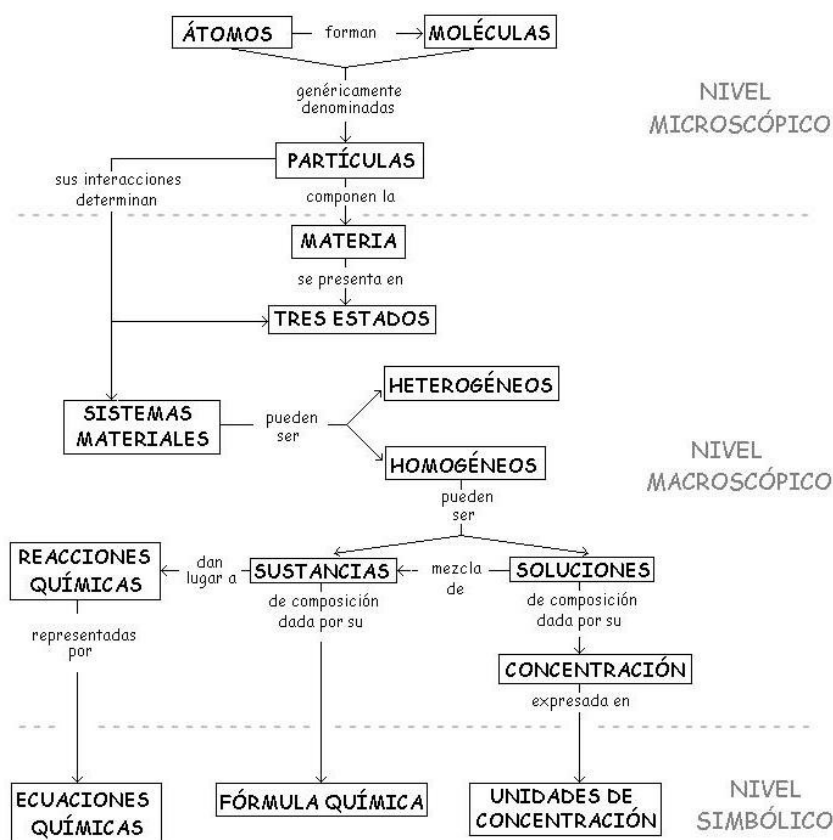 ÁTOMOS forman MOLÉCULAS
genéricamente
denominadas
NIVEL
MICROSCÓPICO
PARTÍCULAS
sus interacciones
determinan
componen la
MATERIA
se presenta en
TRES ESTADOS
HETEROGÉNEOS
SISTEMAS
MATERIALES
pueden
ser
HOMOGÉNEOS
NIVEL
MACROSCÓPICO
pueden
ser
REACCIONES
QUÍMICAS
dan
lugar a
SUSTANCIAS
mezcla
de
SOLUCIONES
representadas
por
de composición
dada por su
de composición
dada por su
CONCENTRACIÓN
expresada en
ECUACIONES
QUÍMICAS
FÓRMULA QUÍMICA
UNIDADES DE
CONCENTRACIÓN
NIVEL
SIMBÓLICO